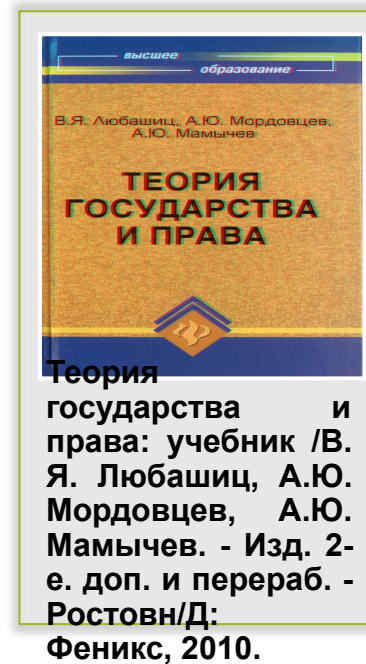 высшее
образование
В.Я. Любашиц, А.Ю. Мордовцев,
А.Ю. Мамычев
ТЕОРИЯ
ГОСУДАРСТВА
И ПРАВА
Теория
государства и
права: учебник /В.
Я. Любашиц, А.Ю.
Мордовцев, А.Ю.
Мамычев. - Изд. 2-
е. доп. и перераб. -
Ростовн/Д:
Феникс, 2010.